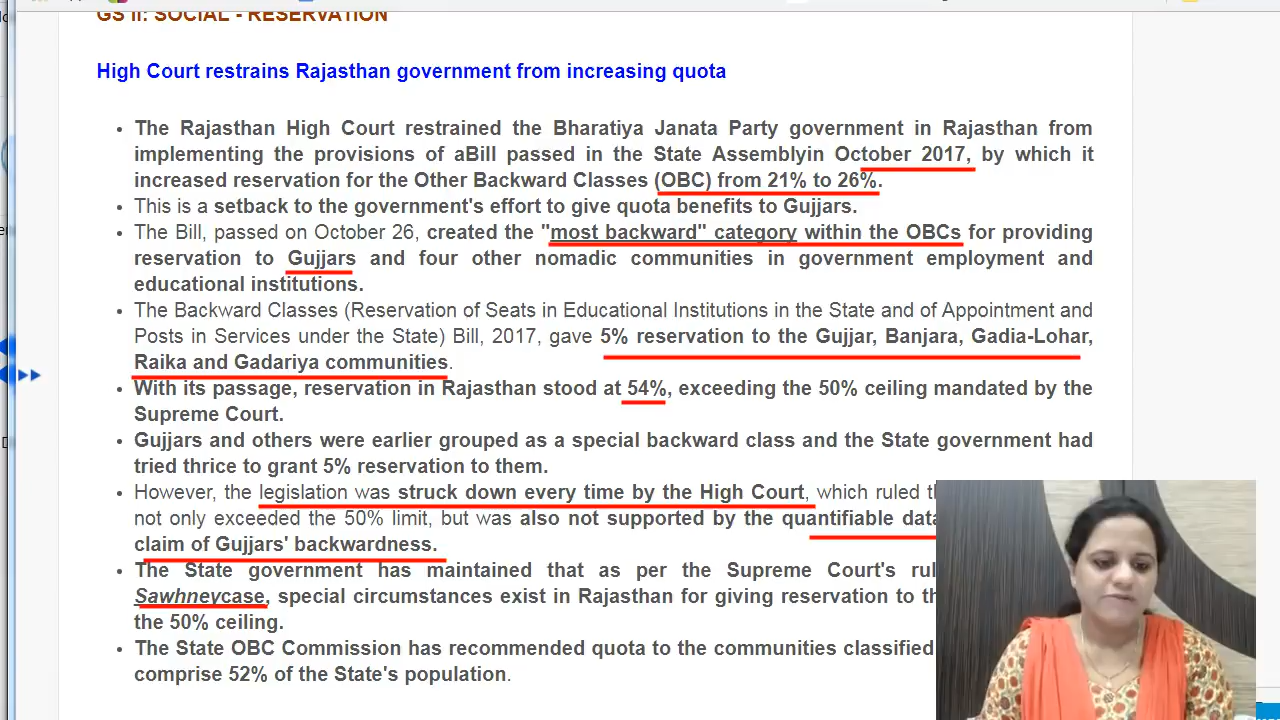 GS II: SOCIAL - RESERVATION
High Court restrains Rajasthan government from increasing quota
• The Rajasthan High Court restrained the Bharatiya Janata Party government in Rajasthan from
implementing the provisions of aBill passed in the State Assemblyin October 2017, by which it
increased reservation for the Other Backward Classes (OBC) from 21% to 26%.
• This is a setback to the government's effort to give quota benefits to Gujjars.
• The Bill, passed on October 26, created the "most backward" category within the OBCs for providing
reservation to Gujjars and four other nomadic communities in government employment and
educational institutions.
• The Backward Classes (Reservation of Seats in Educational Institutions in the State and of Appointment and
Posts in Services under the State) Bill, 2017, gave 5% reservation to the Gujjar, Banjara, Gadia-Lohar,
Raika and Gadariya communities.
• With its passage, reservation in Rajasthan stood at 54%, exceeding the 50% ceiling mandated by the
Supreme Court.
• Gujjars and others were earlier grouped as a special backward class and the State government had
tried thrice to grant 5% reservation to them.
• However, the legislation was struck down every time by the High Court, which ruled
not only exceeded the 50% limit, but was also not supported by the quantifiable data
claim of Gujjars' backwardness.
• The State government has maintained that as per the Supreme Court's
Sawhneycase, special circumstances exist in Rajasthan for giving reservation to
the 50% ceiling.
• The State OBC Commission has recommended quota to the communities classified
comprise 52% of the State's population.